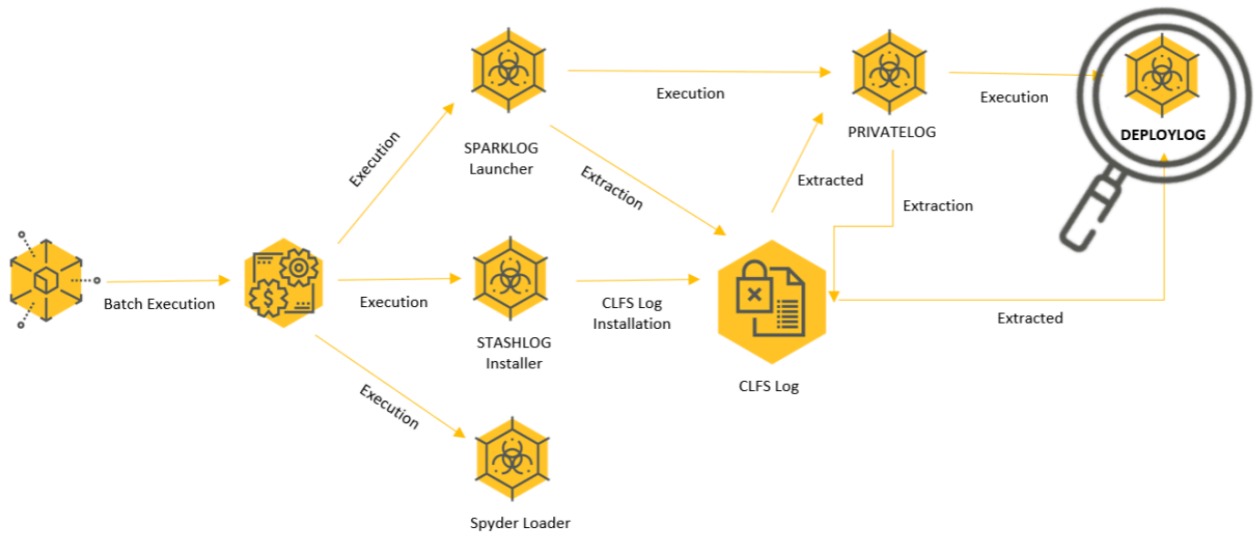 Execution
PRIVATELOG
Execution
DEPLOYLOG
Execution
SPARKLOG
Launcher
Extraction
Extracted
Extraction
Batch Execution
$
Execution
STASHLOG
Installer
CLFS Log
Installation
CLFS Log
Extracted
Execution
Spyder Loader